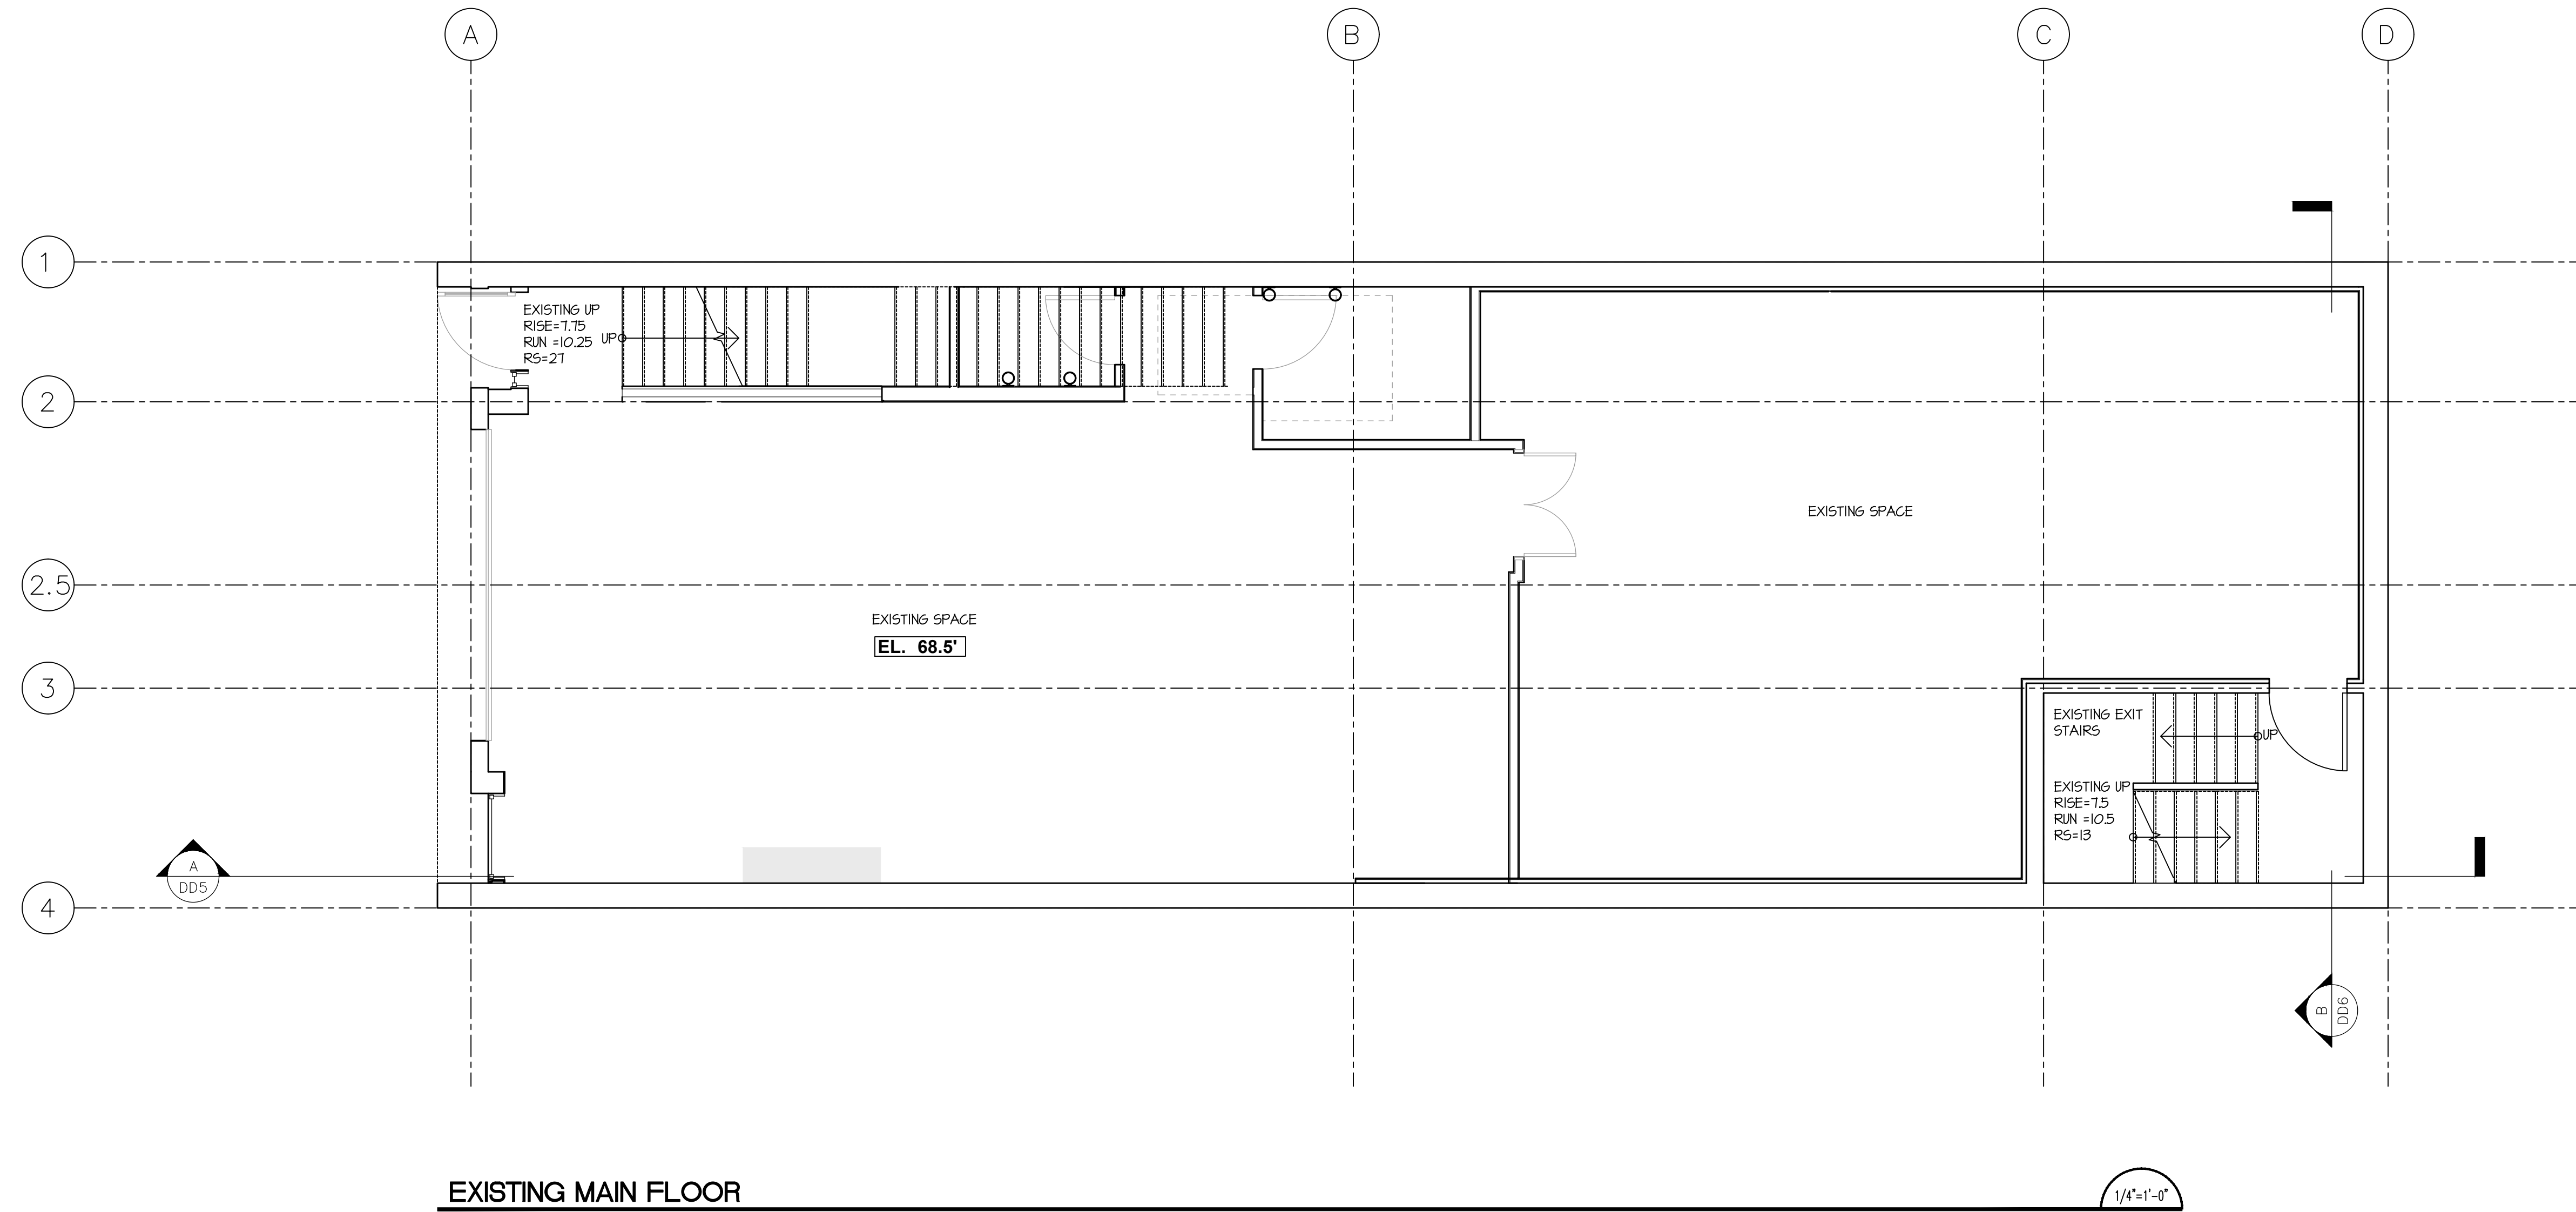 A
B
C
D
1
EXISTING UP
RISE=7.75
RUN =10.25
RS=27
UP
2
EXISTING SPACE
2.5
EXISTING SPACE
EL. 68.5'
3
EXISTING EXIT
STAIRS
UP
EXISTING UP
RISE=7.5
RUN =10.5
RS=13
A
DD5
4
B
DD6
EXISTING MAIN FLOOR
1/4"=1'-0"